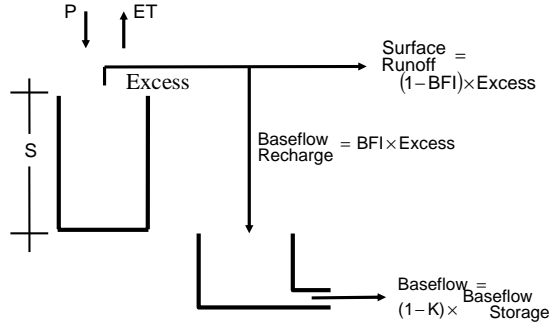 P ET
Surface
Runoff =
(1−BFI)×Excess
Excess
S
Baseflow
Recharge = BFI×Excess
Baseflow =
(1−K)× Baseflow
Storage